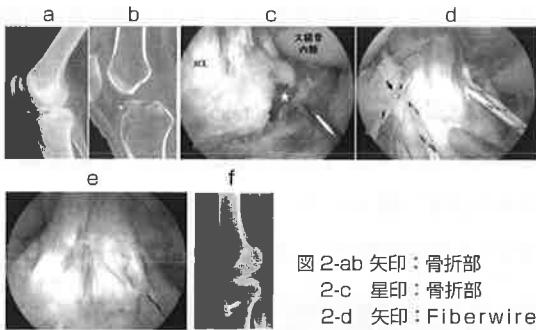 a
b
c
d
大腿骨
内顆
ACL
e
f
図 2-ab 矢印：骨折部
2-c 星印：骨折部
2-d 矢印：Fiberwire